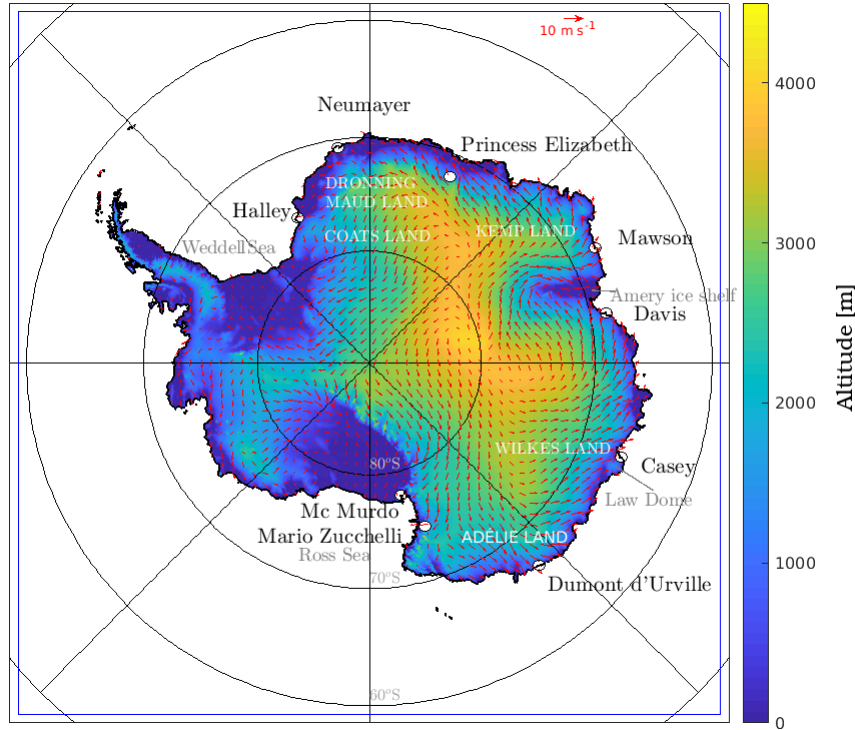 10 m s-1
4000
Neumayer
Princess Elizabeth
DRONNING
MAUD LAND
Halley
KEMP LAND
COATS LAND
Mawson
Weddell Sea
3000
Amery ice shelf
Davis
Altitude [m]
2000
WILKES LAND
80°S
Casey
Law Dome
Mc Murdo
Mario Zucchelli
ADÉLIE LAND
Ross Sea
1000
70°S
Dumont d'Urville
60°S
0